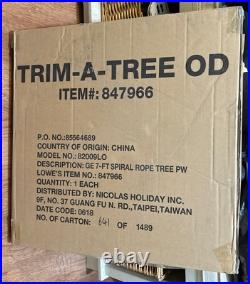 TRIM-A-TREE OD
ITEM#: 847966
P.O. NO.:85564689
COUNTRY OF ORIGIN: CHINA
MODEL NO.: 82009LO
DESCRIPTION: GE 7-FT SPIRAL ROPE TREE PW
LOWE'S ITEM NO.: 847966
QUANTITY: 1 EACH
DISTRIBUTED BY: NICOLAS HOLIDAY INC.
9F, NO. 37 GUANG FU N. RD.,TAIPEI,TAIWAN
DATE CODE: 0618
NO. OF CARTON: 641 OF 1489